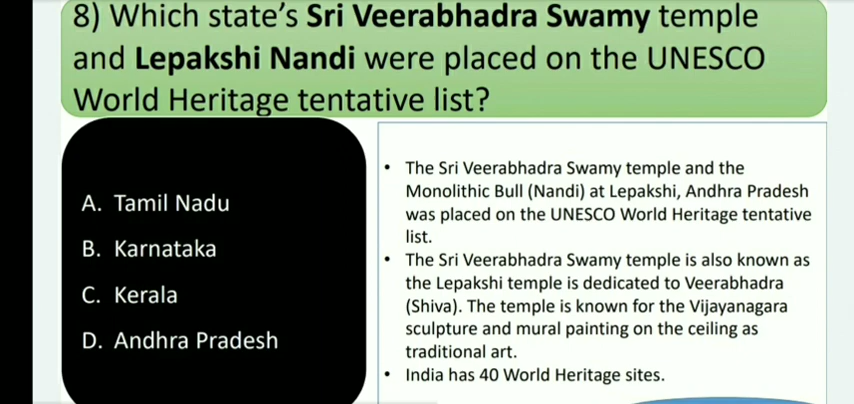 8) Which state's Sri Veerabhadra Swamy temple
and Lepakshi Nandi were placed on the UNESCO
World Heritage tentative list?
A. Tamil Nadu
B. Karnataka
C. Kerala
D. Andhra Pradesh
• The Sri Veerabhadra Swamy temple and the
Monolithic Bull (Nandi) at Lepakshi, Andhra Pradesh
was placed on the UNESCO World Heritage tentative
list.
• The Sri Veerabhadra Swamy temple is also known as
the Lepakshi temple is dedicated to Veerabhadra
(Shiva). The temple is known for the Vijayanagara
sculpture and mural painting on the ceiling as
traditional art.
• India has 40 World Heritage sites.